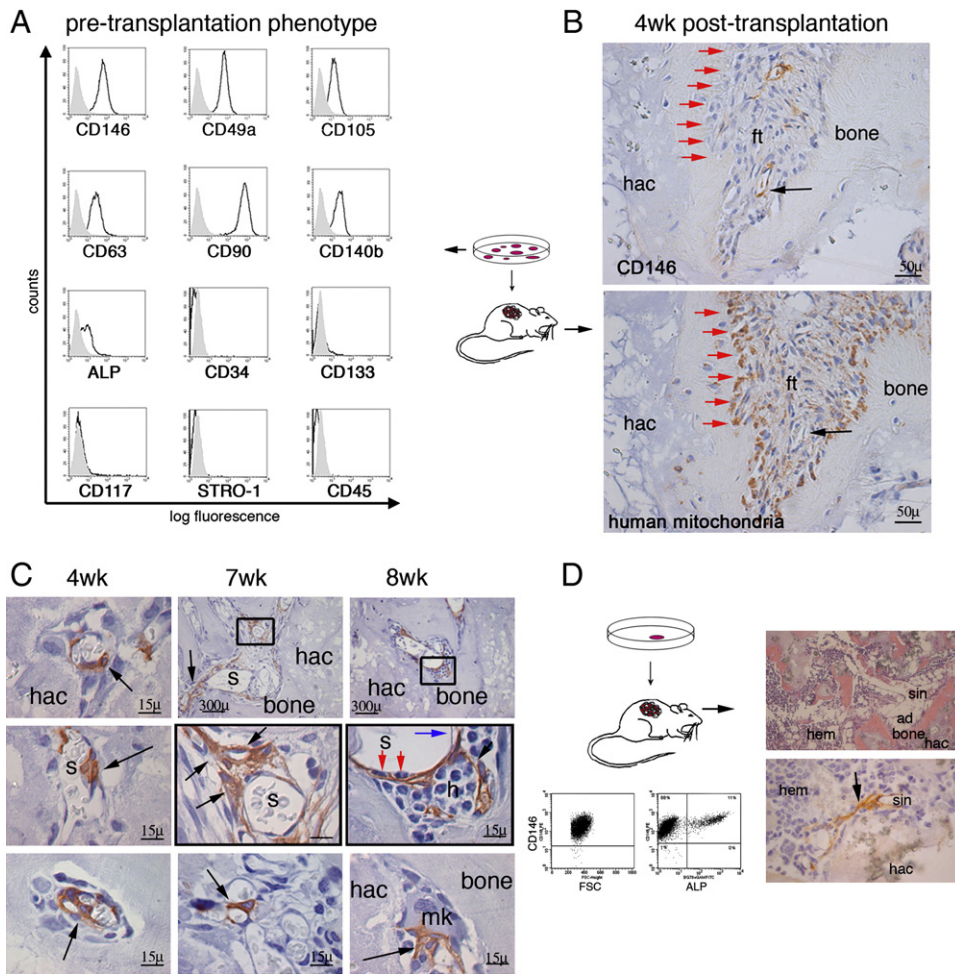 A
pre-transplantation phenotype
CD146
CD49a
CD105
CD63
CD90
CD140b
ALP
CD34
CD133
CD117
STRO-1
CD45
counts
log fluorescence
B
4wk post-transplantation
ft
bone
hac
CD146
50µ
ft
bone
hac
human mitochondria
50µ
C
4wk
7wk
8wk
hac
15µ
s
hac
300µ
bone
hac
300µ
bone
s
15µ
s
s
h
15µ
15µ
15µ
hac
bone
mk
15µ
D
CD146
FSC
ALP
sin
hem
ad
bone
hac
hem
sin
hac